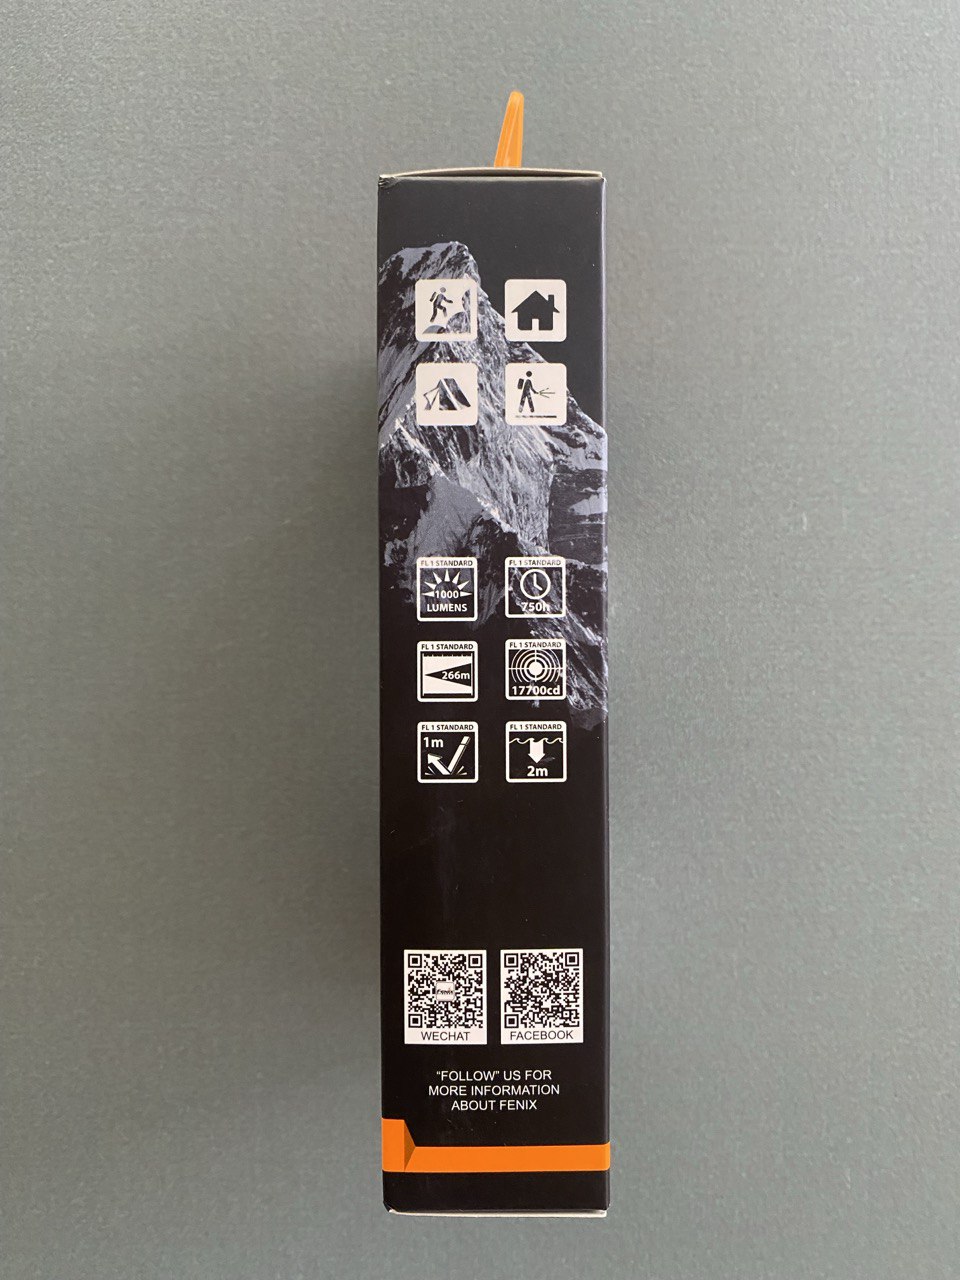 FL 1 STANDARD
1000
LUMENS
FL 1 STANDARD
750h
FL 1 STANDARD
266m
FL 1 STANDARD
17700cd
FL 1 STANDARD
1m
FL 1 STANDARD
2m
Fenix
WECHAT
FACEBOOK
"FOLLOW" US FOR
MORE INFORMATION
ABOUT FENIX